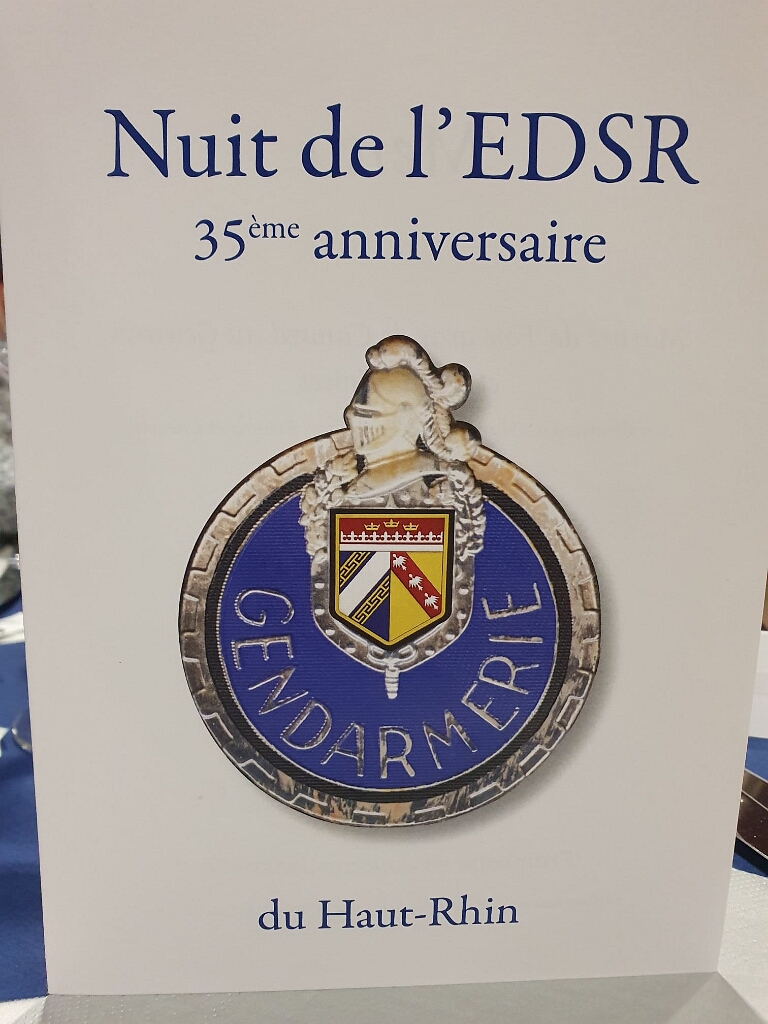 Nuit de l'EDSR
35ème anniversaire
GENDARMERIE
du Haut-Rhin